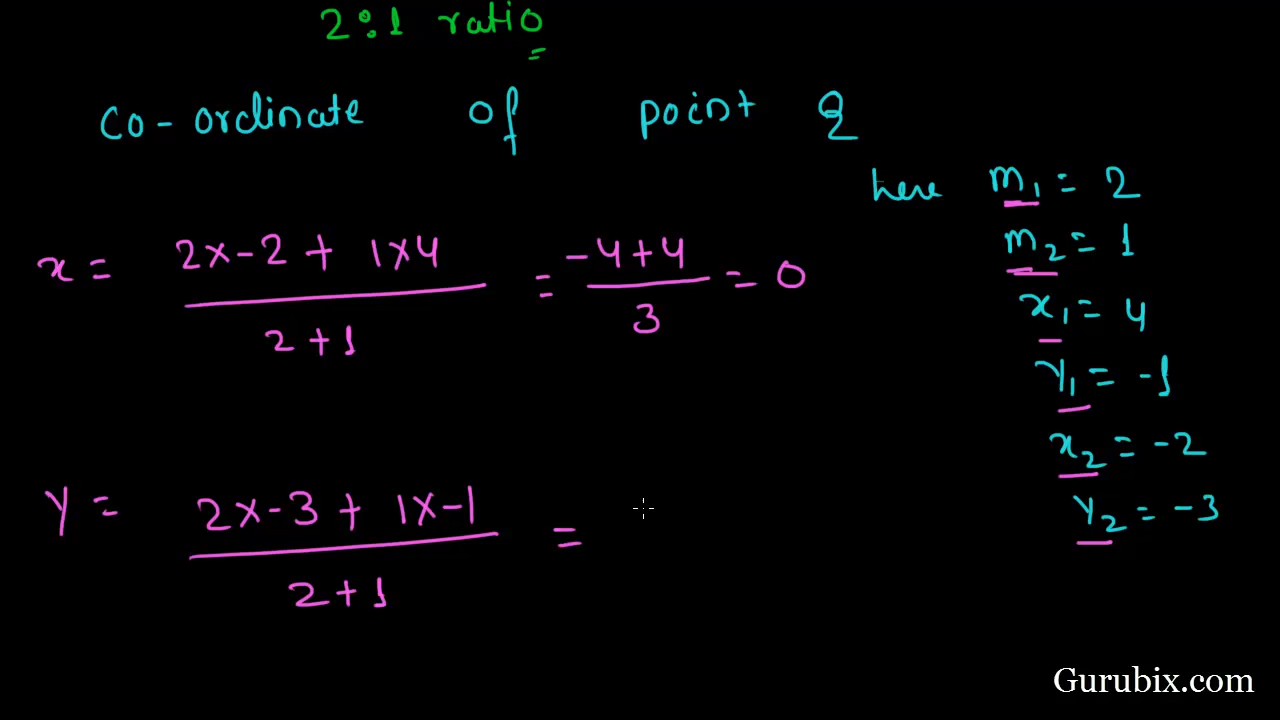 2:1 ratio
co-ordinate of point Q
here m₁ = 2
m₂ = 1
x₁ = 4
y₁ = -1
x₂ = -2
y₂ = -3
x = 2x-2 + 1x4 / 2+1 = -4+4 / 3 = 0
y = 2x-3 + 1x-1 / 2+1 =
Gurubix.com